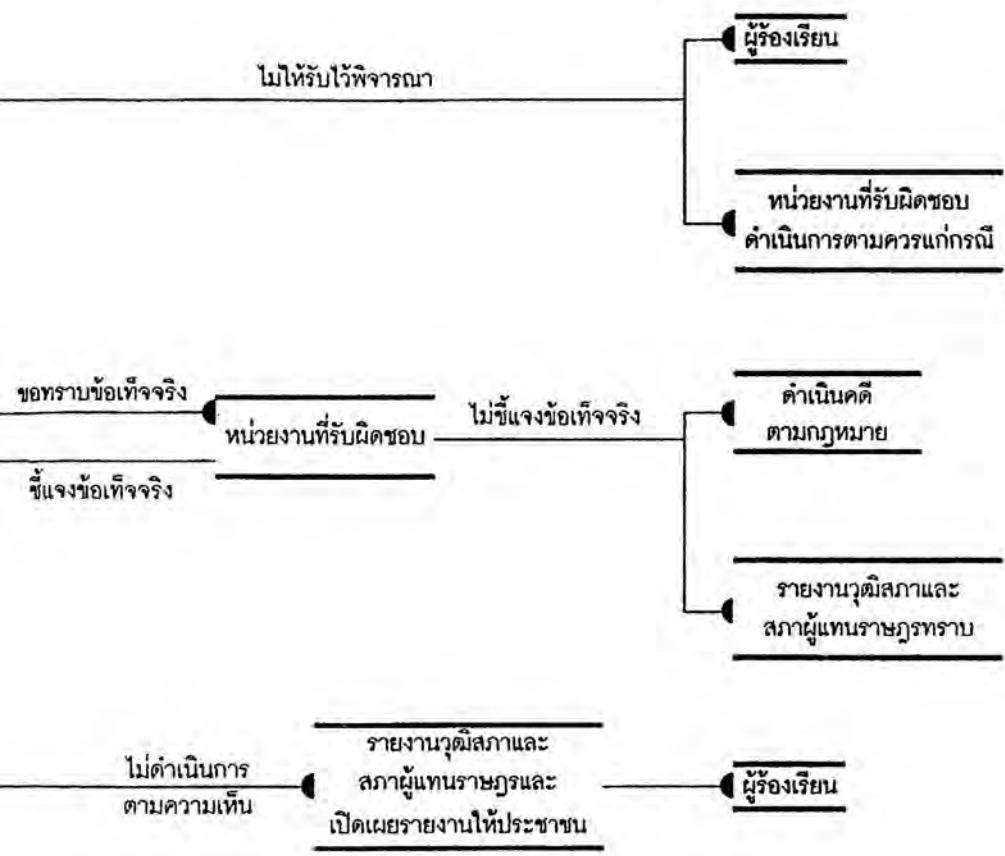 ผู้ร้องเรียน
ไม่ให้รับไว้พิจารณา
หน่วยงานที่รับผิดชอบ
ดำเนินการตามควรแก่กรณี
ขอทราบข้อเท็จจริง
หน่วยงานที่รับผิดชอบ
ชี้แจงข้อเท็จจริง
ไม่ชี้แจงข้อเท็จจริง
ดำเนินคดี
ตามกฎหมาย
รายงานวุฒิสภาและ
สภาผู้แทนราษฎรทราบ
ไม่ดำเนินการ
ตามความเห็น
รายงานวุฒิสภาและ
สภาผู้แทนราษฎรและ
เปิดเผยรายงานให้ประชาชน
ผู้ร้องเรียน